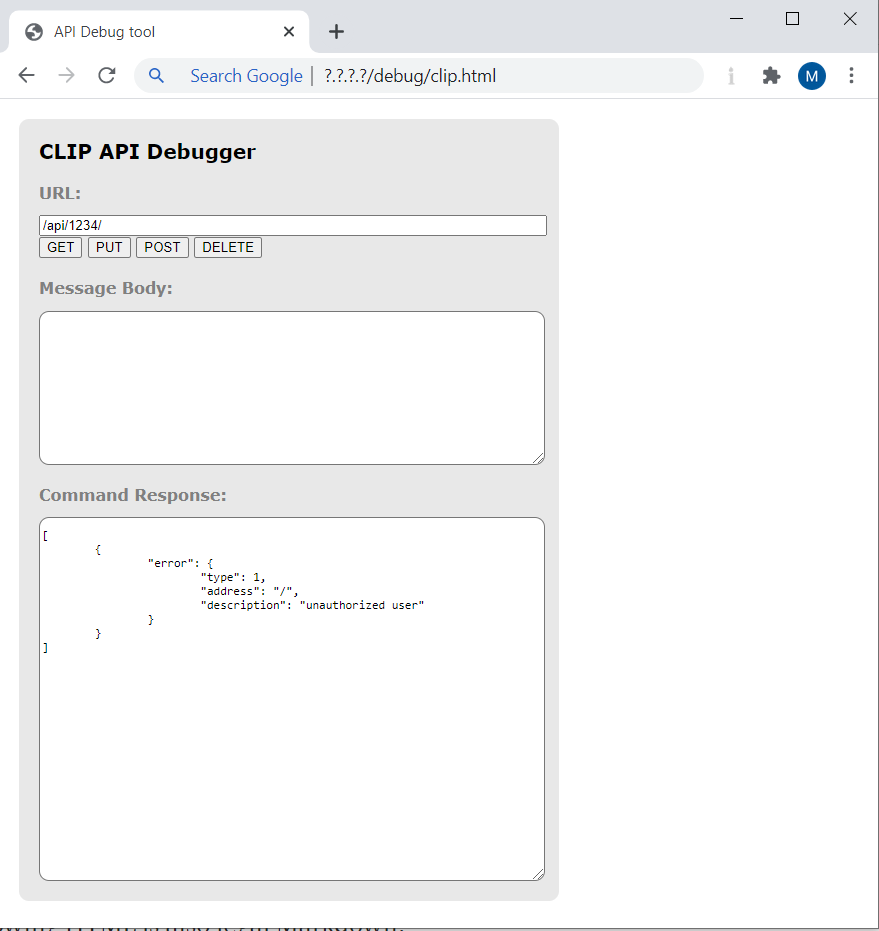 API Debug tool
Search Google | ?.?.?.?/debug/clip.html
M
CLIP API Debugger
URL:
/api/1234/
GET PUT POST DELETE
Message Body:
Command Response:
[
{
"error": {
"type": 1,
"address": "/",
"description": "unauthorized user"
}
}
]